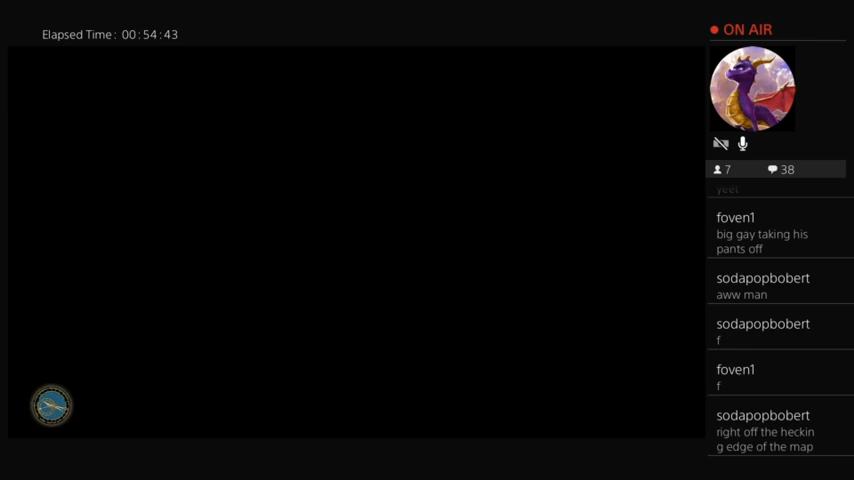 Elapsed Time: 00:54:43
ON AIR
7 38
yeet
foven1
big gay taking his
pants off
sodapopbobert
aww man
sodapopbobert
f
foven1
f
sodapopbobert
right off the heckin
g edge of the map